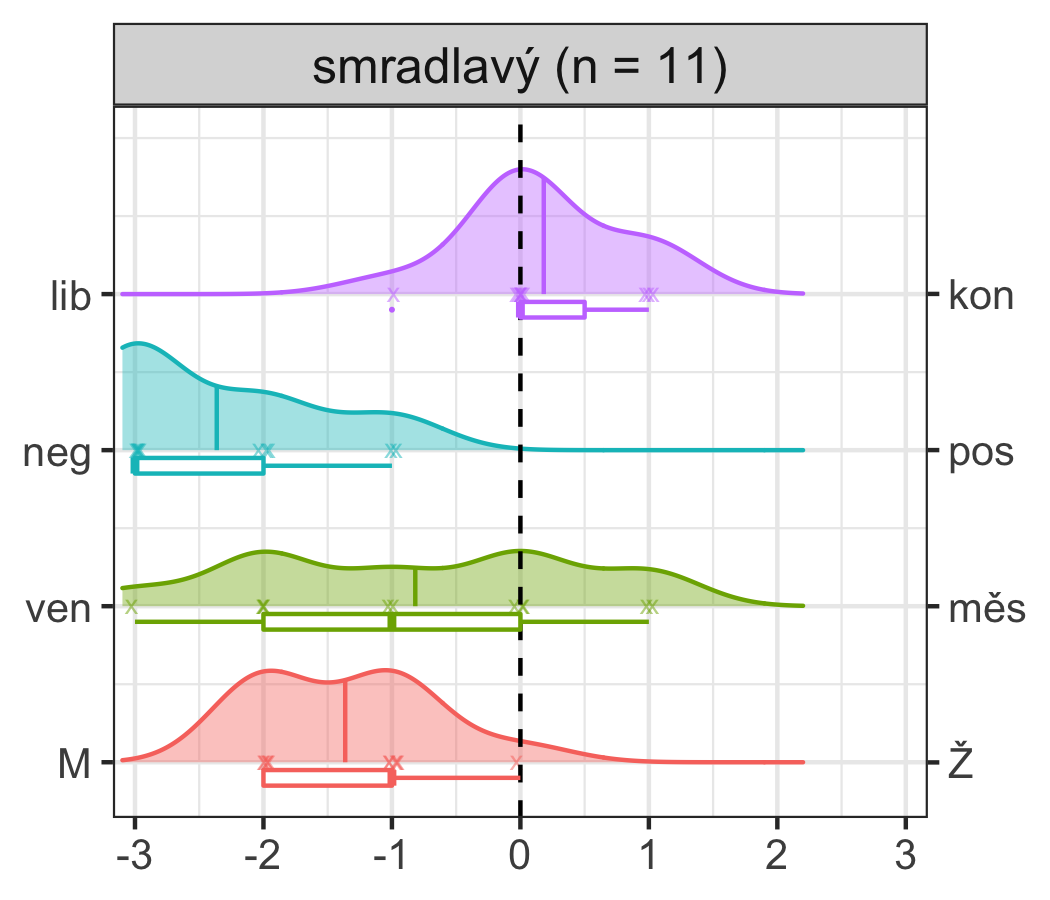 smradlavý (n = 11)
lib kon
neg pos
ven měs
M Ž
-3 -2 -1 0 1 2 3